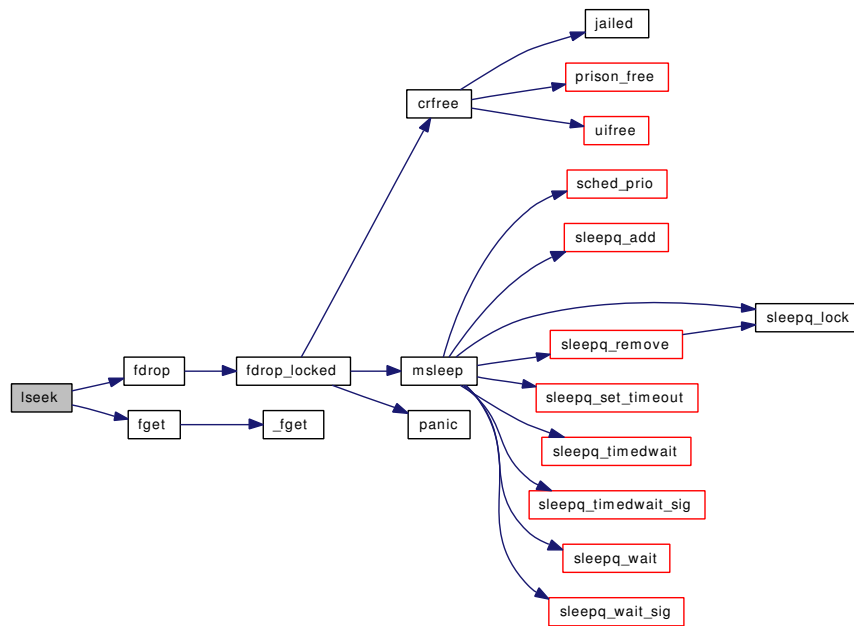 jailed
prison_free
crfree
uifree
sched_prio
sleepq_add
sleepq_lock
sleepq_remove
fdrop
fdrop_locked
msleep
lseek
sleepq_set_timeout
fget
_fget
panic
sleepq_timedwait
sleepq_timedwait_sig
sleepq_wait
sleepq_wait_sig